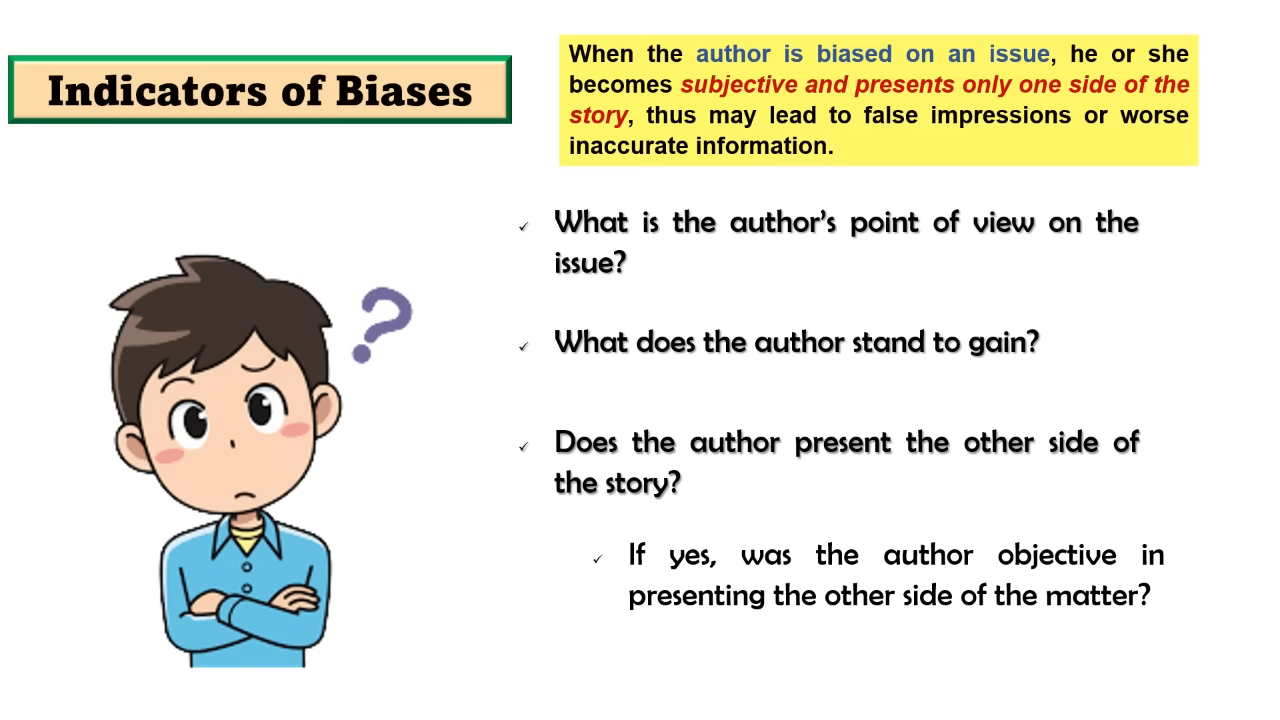 Indicators of Biases
When the author is biased on an issue, he or she
becomes subjective and presents only one side of the
story, thus may lead to false impressions or worse
inaccurate information.
✓ What is the author’s point of view on the
issue?
✓ What does the author stand to gain?
✓ Does the author present the other side of
the story?
✓ If yes, was the author objective in
presenting the other side of the matter?
?